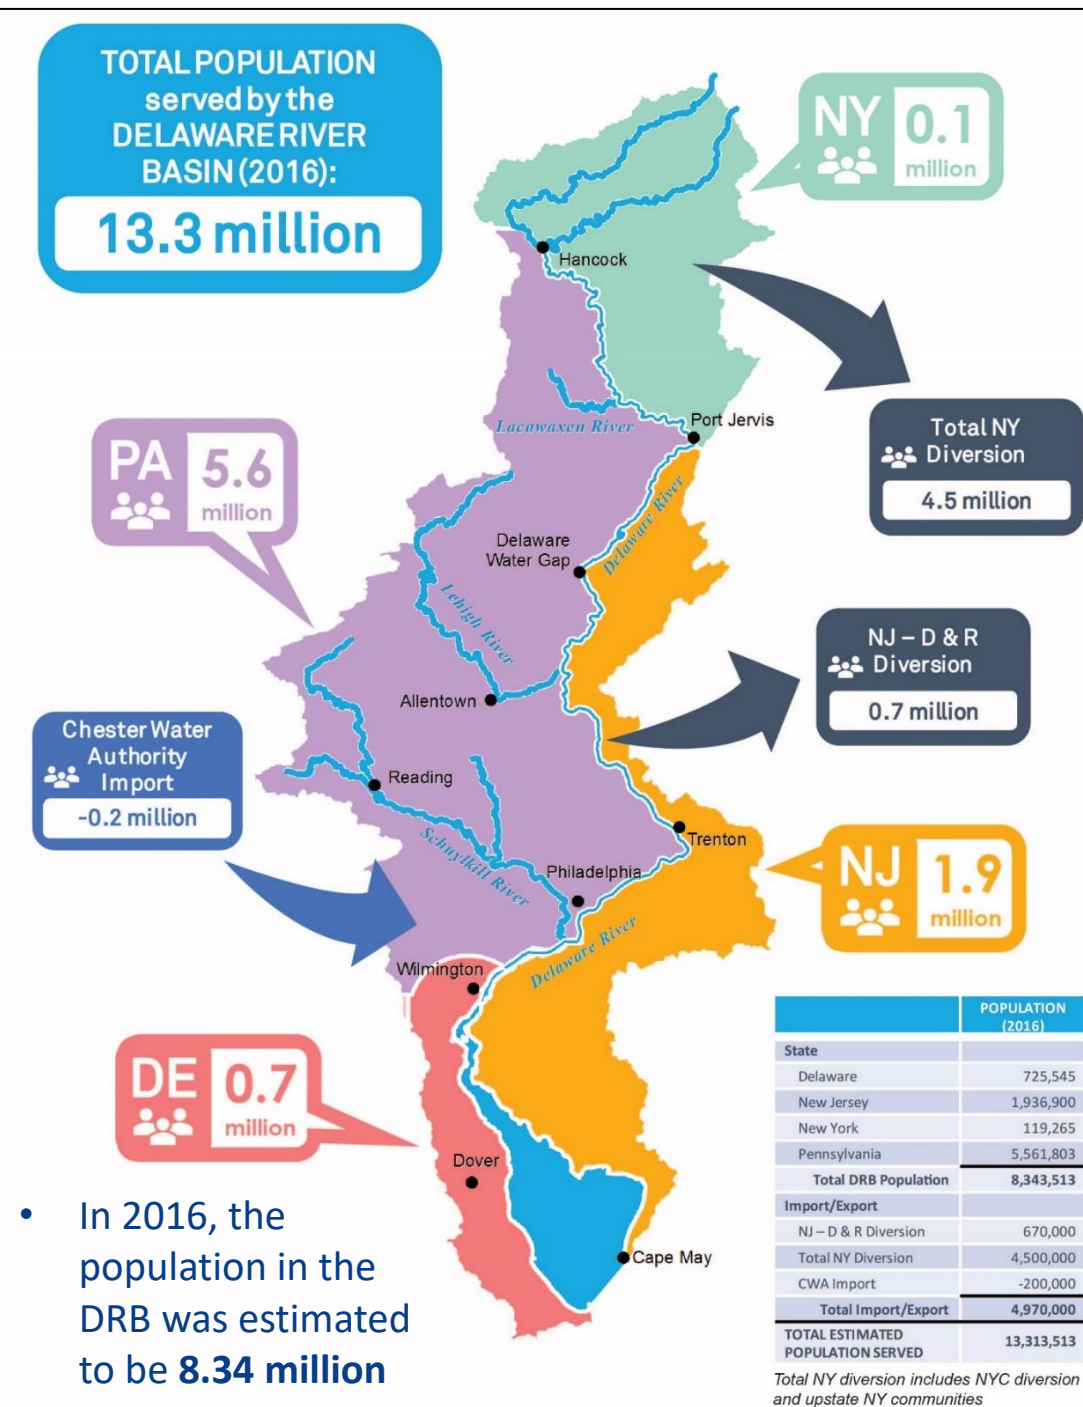 TOTAL POPULATION
served by the
DELAWARE RIVER
BASIN (2016):
13.3 million
NY 0.1
million
Hancock
Lacawaxen River
Port Jervis
Total NY
Diversion
4.5 million
PA 5.6
million
Delaware River
Delaware
Water Gap
Lehigh River
NJ – D & R
Diversion
0.7 million
Allentown
Chester Water
Authority
Import
-0.2 million
Reading
Schuylkill River
Trenton
Philadelphia
NJ 1.9
million
Delaware River
Wilmington
DE 0.7
million
Dover
Cape May
• In 2016, the
population in the
DRB was estimated
to be 8.34 million
POPULATION
(2016)
State
Delaware 725,545
New Jersey 1,936,900
New York 119,265
Pennsylvania 5,561,803
Total DRB Population 8,343,513
Import/Export
NJ – D & R Diversion 670,000
Total NY Diversion 4,500,000
CWA Import -200,000
Total Import/Export 4,970,000
TOTAL ESTIMATED
POPULATION SERVED 13,313,513
Total NY diversion includes NYC diversion
and upstate NY communities